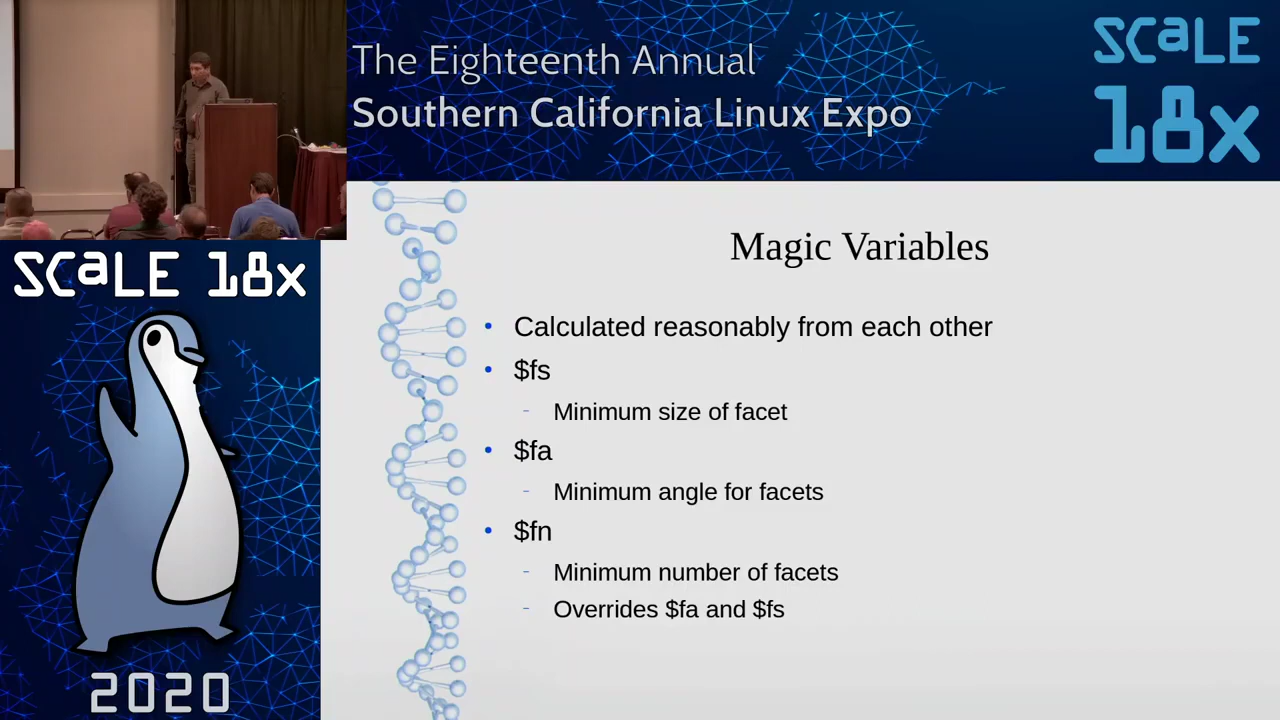 The Eighteenth Annual
Southern California Linux Expo
SCaLE
18x
SCaLE 18x
2020
Magic Variables
• Calculated reasonably from each other
• $fs
- Minimum size of facet
• $fa
- Minimum angle for facets
• $fn
- Minimum number of facets
- Overrides $fa and $fs